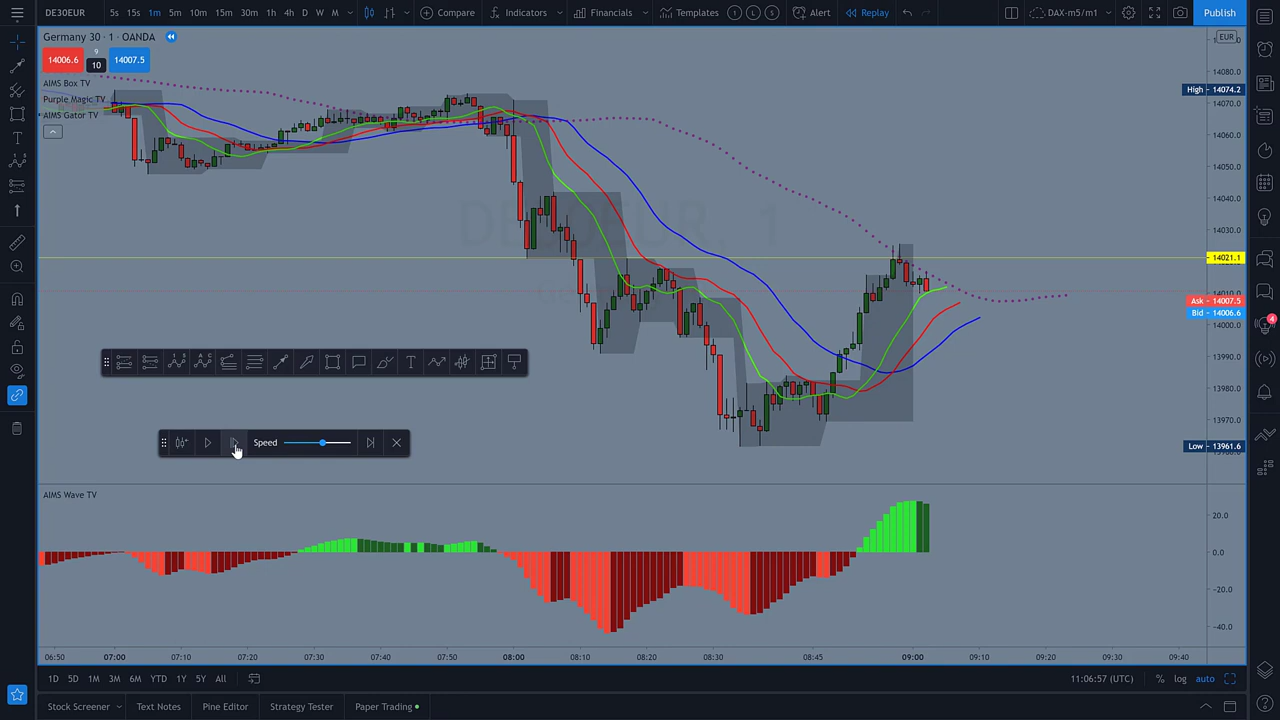 DE30EUR 5s 15s 1m 5m 10m 15m 30m 1h 4h D W M Compare Indicators Financials Templates 1 L S Alert Replay DAX-m5/m1 Publish
Germany 30 · 1 · OANDA
EUR
14006.6 9 10 14007.5
AIMS Box TV
Purple Magic TV
AIMS Gator TV
14080.0
High 14074.2
14070.0
14060.0
14050.0
14040.0
14030.0
14021.1
Ask 14007.5
Bid 14006.6
14000.0
13990.0
13980.0
13970.0
Low 13961.6
DE30EUR, 1
Speed
AIMS Wave TV
20.0
0.0
-20.0
-40.0
06:50 07:00 07:10 07:20 07:30 07:40 07:50 08:00 08:10 08:20 08:30 08:45 09:00 09:10 09:20 09:30 09:40
1D 5D 1M 3M 6M YTD 1Y 5Y All 11:06:57 (UTC) % log auto
Stock Screener Text Notes Pine Editor Strategy Tester Paper Trading
4